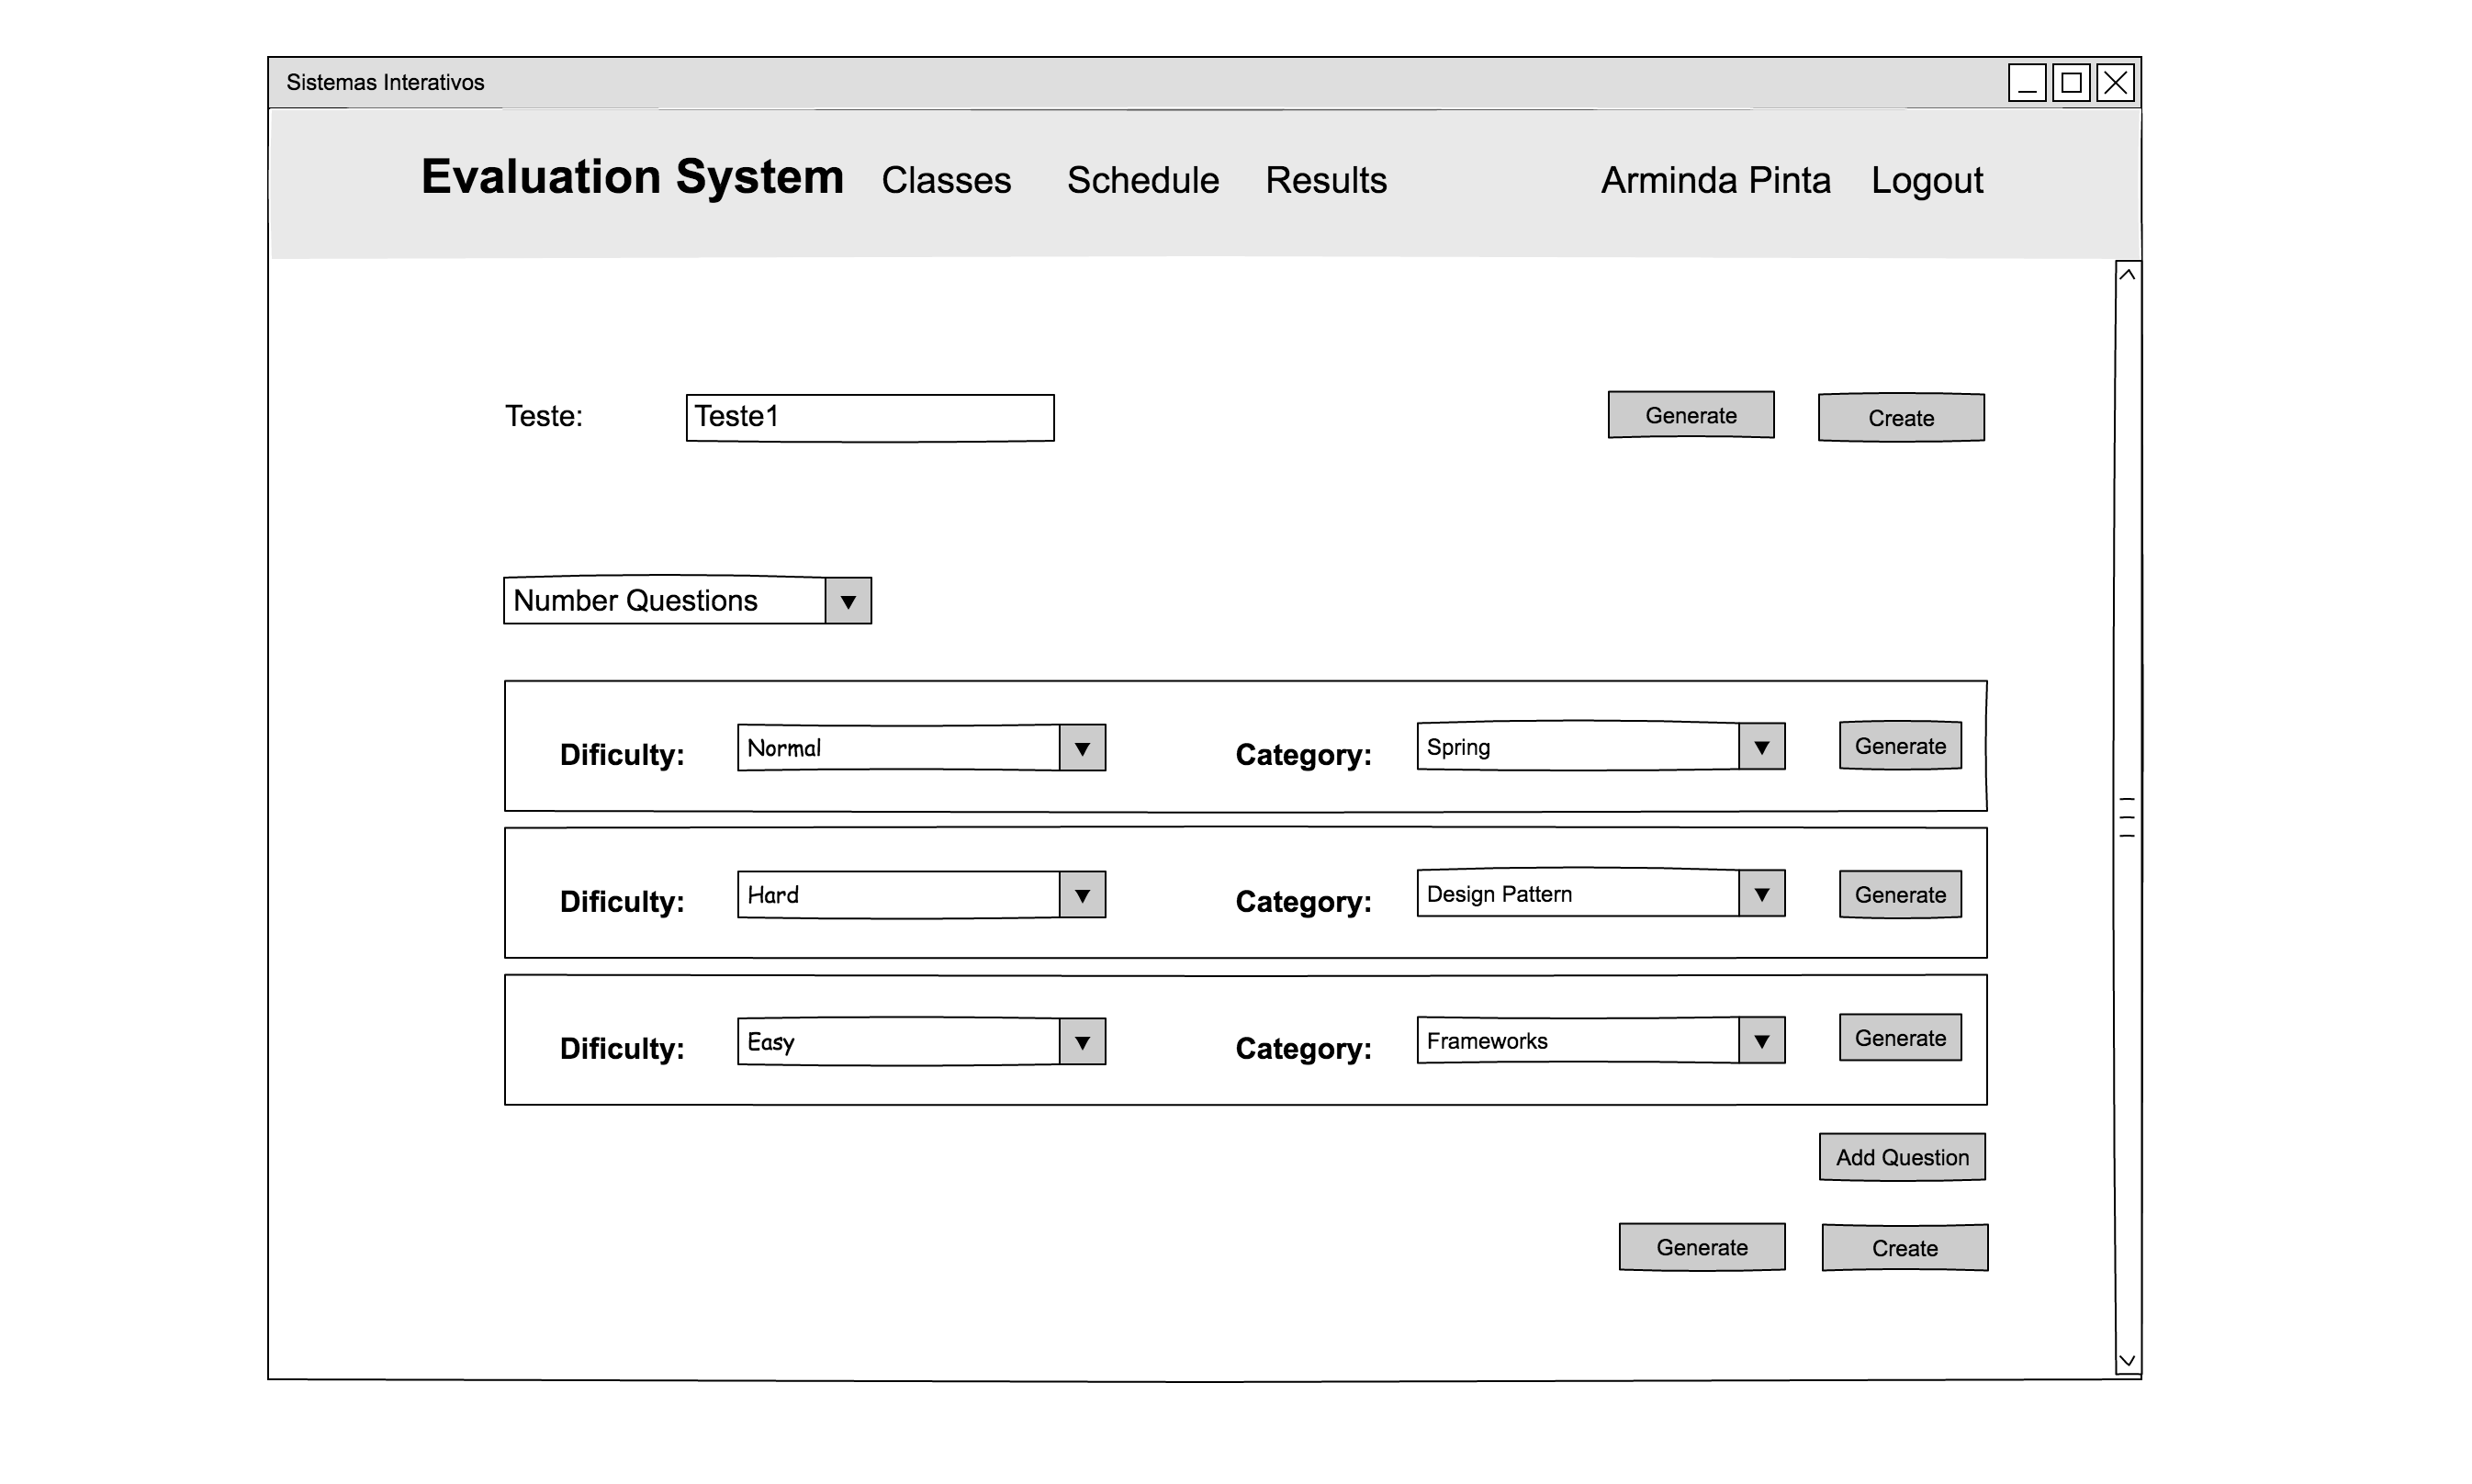 Sistemas Interativos
Evaluation System Classes Schedule Results Arminda Pinta Logout
Teste: Teste1 Generate Create
Number Questions
Dificulty: Normal Category: Spring Generate
Dificulty: Hard Category: Design Pattern Generate
Dificulty: Easy Category: Frameworks Generate
Add Question
Generate Create